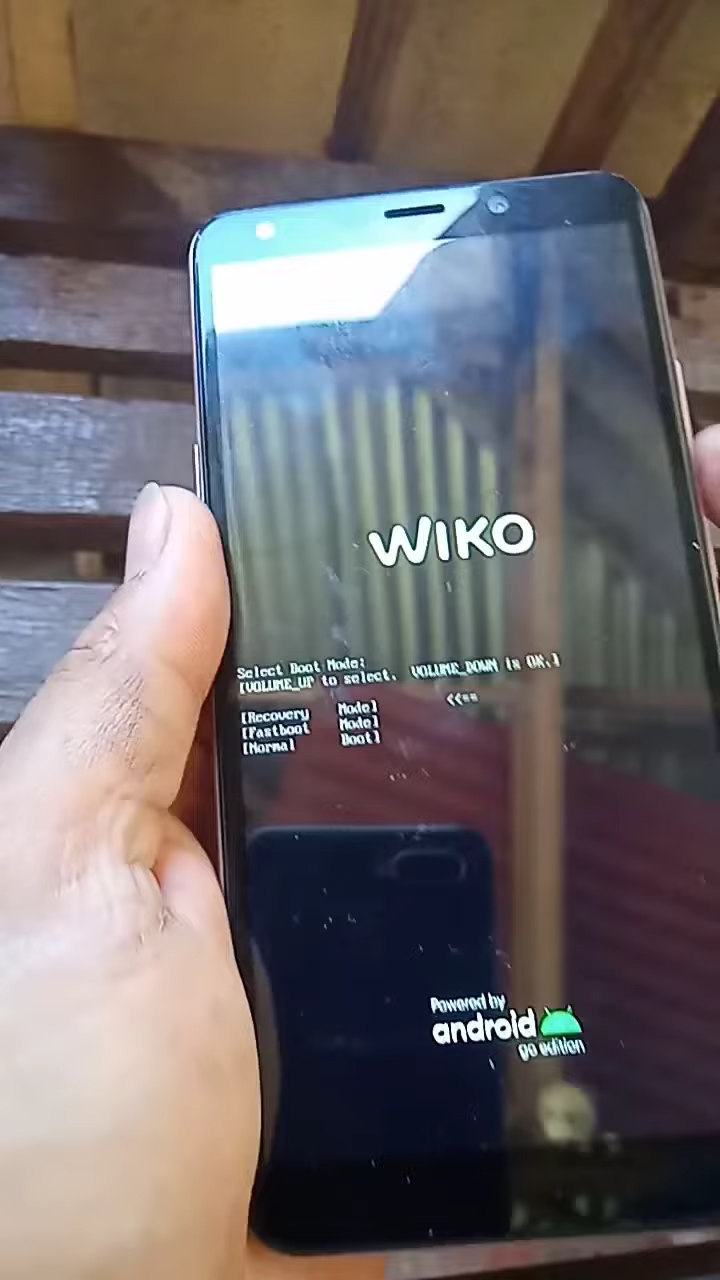 WIKO
Select Boot Mode:
[VOLUME_UP to select.  VOLUME_DOWN is OK.]
[Recovery    Mode]        <<==
[Fastboot    Mode]
[Normal      Boot]
Powered by
android
go edition